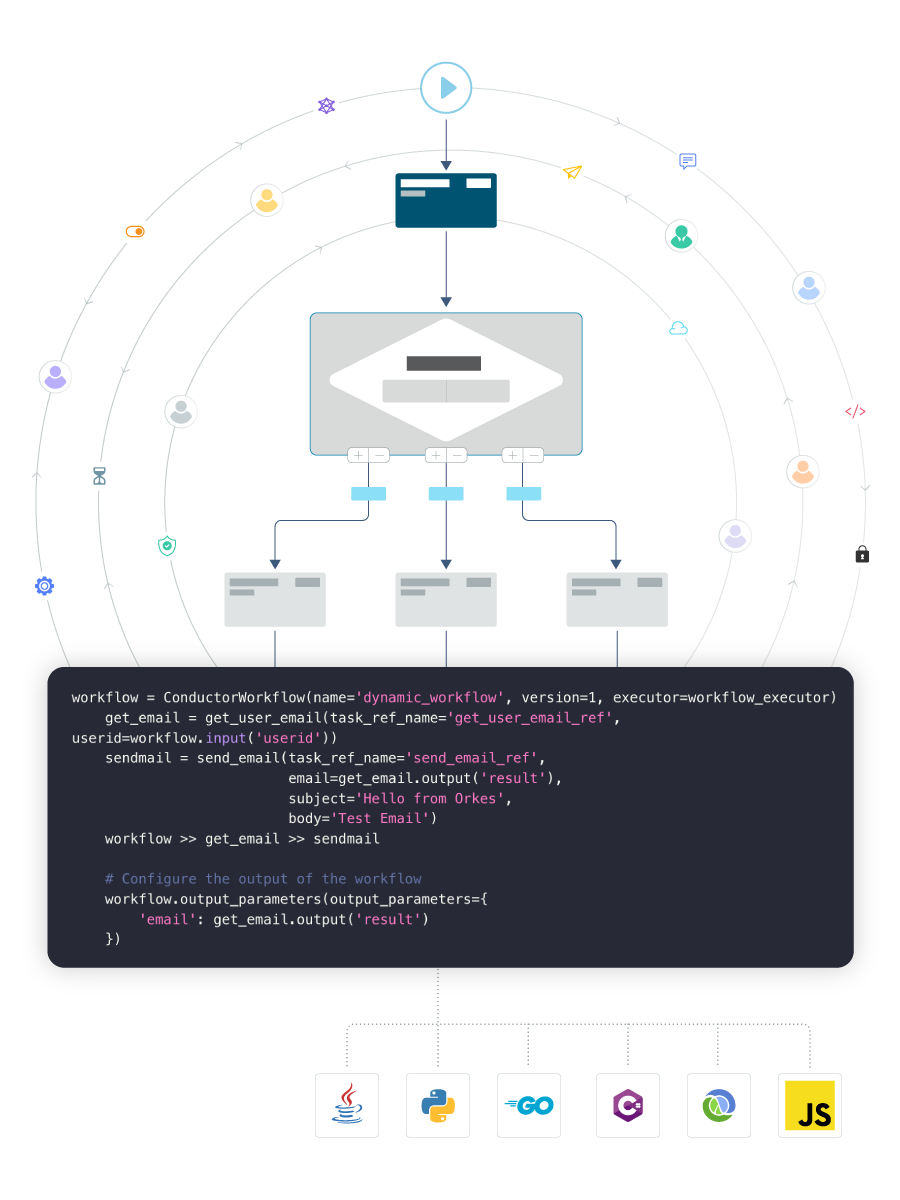 </>
workflow = ConductorWorkflow(name='dynamic_workflow', version=1, executor=workflow_executor)
    get_email = get_user_email(task_ref_name='get_user_email_ref',
userid=workflow.input('userid'))
    sendmail = send_email(task_ref_name='send_email_ref',
                          email=get_email.output('result'),
                          subject='Hello from Orkes',
                          body='Test Email')
    workflow >> get_email >> sendmail

    # Configure the output of the workflow
    workflow.output_parameters(output_parameters={
        'email': get_email.output('result')
    })
GO
C#
JS